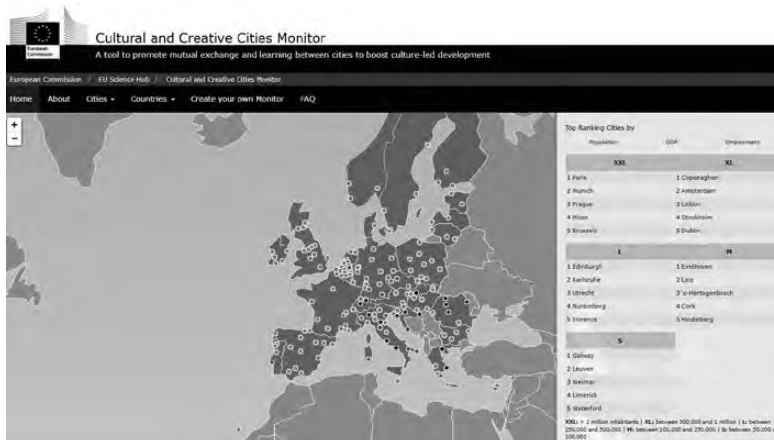 European
Commission
Cultural and Creative Cities Monitor
A tool to promote mutual exchange and learning between cities to boost culture-led development
European Commission / EU Science Hub / Cultural and Creative Cities Monitor
Home About Cities Countries Create your own Monitor FAQ
+
−
Top Ranking Cities by
Population GDP Employment
XXL XL
1 Paris 1 Copenaghen
2 Munich 2 Amsterdam
3 Prague 3 Lisbon
4 Milan 4 Stockholm
5 Brussels 5 Dublin
L M
1 Edinburgh 1 Eindhoven
2 Karlsruhe 2 Linz
3 Utrecht 3 's-Hertogenbosch
4 Nuremberg 4 Cork
5 Florence 5 Heidelberg
S
1 Galway
2 Leuven
3 Weimar
4 Limerick
5 Waterford
XXL: > 1 million inhabitants | XL: between 500,000 and 1 million | L: between
250,000 and 500,000 | M: between 100,000 and 250,000 | S: between 50,000
100,000